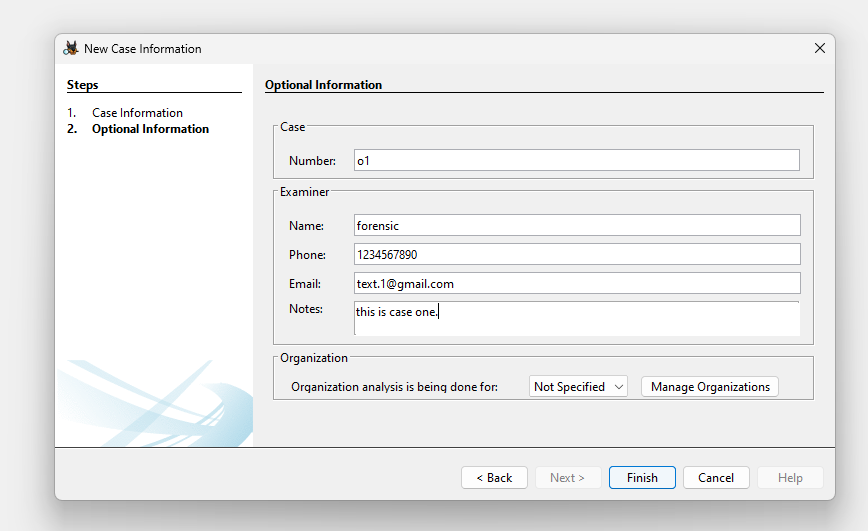 New Case Information
Steps
1. Case Information
2. Optional Information
Optional Information
Case
Number: o1
Examiner
Name: forensic
Phone: 1234567890
Email: text.1@gmail.com
Notes: this is case one.
Organization
Organization analysis is being done for: Not Specified Manage Organizations
< Back Next > Finish Cancel Help